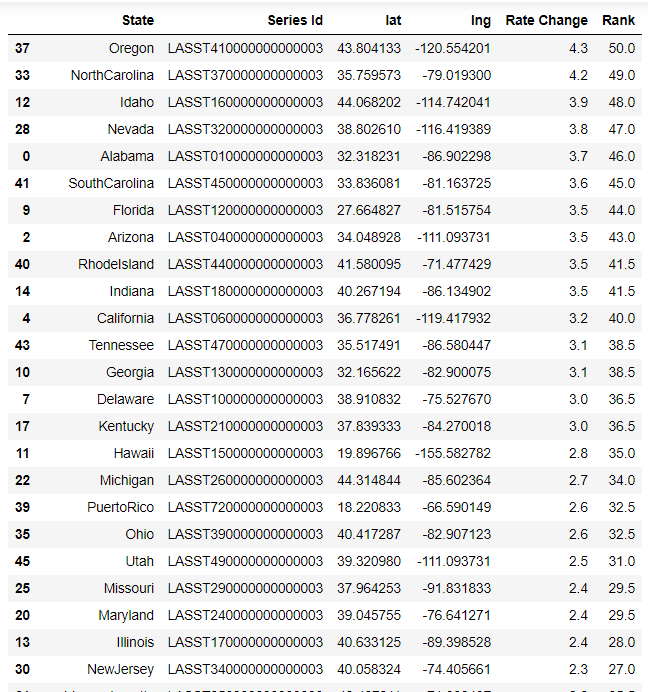 State Series Id lat lng Rate Change Rank
37 Oregon LASST410000000000003 43.804133 -120.554201 4.3 50.0
33 NorthCarolina LASST370000000000003 35.759573 -79.019300 4.2 49.0
12 Idaho LASST160000000000003 44.068202 -114.742041 3.9 48.0
28 Nevada LASST320000000000003 38.802610 -116.419389 3.8 47.0
0 Alabama LASST010000000000003 32.318231 -86.902298 3.7 46.0
41 SouthCarolina LASST450000000000003 33.836081 -81.163725 3.6 45.0
9 Florida LASST120000000000003 27.664827 -81.515754 3.5 44.0
2 Arizona LASST040000000000003 34.048928 -111.093731 3.5 43.0
40 RhodeIsland LASST440000000000003 41.580095 -71.477429 3.5 41.5
14 Indiana LASST180000000000003 40.267194 -86.134902 3.5 41.5
4 California LASST060000000000003 36.778261 -119.417932 3.2 40.0
43 Tennessee LASST470000000000003 35.517491 -86.580447 3.1 38.5
10 Georgia LASST130000000000003 32.165622 -82.900075 3.1 38.5
7 Delaware LASST100000000000003 38.910832 -75.527670 3.0 36.5
17 Kentucky LASST210000000000003 37.839333 -84.270018 3.0 36.5
11 Hawaii LASST150000000000003 19.896766 -155.582782 2.8 35.0
22 Michigan LASST260000000000003 44.314844 -85.602364 2.7 34.0
39 PuertoRico LASST720000000000003 18.220833 -66.590149 2.6 32.5
35 Ohio LASST390000000000003 40.417287 -82.907123 2.6 32.5
45 Utah LASST490000000000003 39.320980 -111.093731 2.5 31.0
25 Missouri LASST290000000000003 37.964253 -91.831833 2.4 29.5
20 Maryland LASST240000000000003 39.045755 -76.641271 2.4 29.5
13 Illinois LASST170000000000003 40.633125 -89.398528 2.4 28.0
30 NewJersey LASST340000000000003 40.058324 -74.405661 2.3 27.0